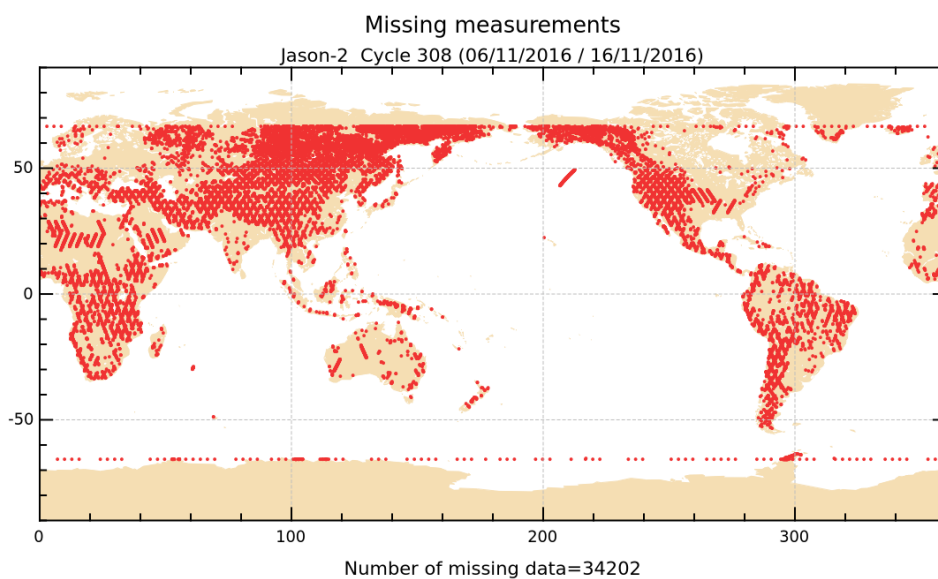 Missing measurements
Jason-2 Cycle 308 (06/11/2016 / 16/11/2016)
50
0
-50
0 100 200 300
Number of missing data=34202